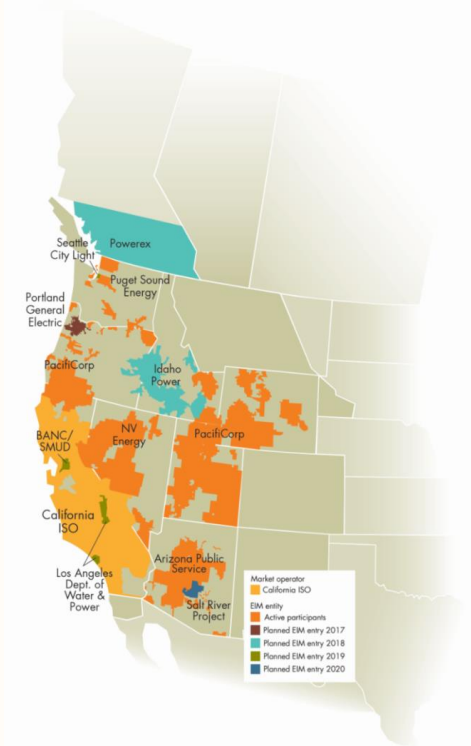 Seattle
City Light
Powerex
Puget Sound
Energy
Portland
General
Electric
PacifiCorp
Idaho
Power
BANC/
SMUD
NV
Energy
PacifiCorp
California
ISO
Arizona Public
Service
Los Angeles
Dept. of
Water &
Power
Salt River
Project
Market operator
California ISO
EIM entity
Active participants
Planned EIM entry 2017
Planned EIM entry 2018
Planned EIM entry 2019
Planned EIM entry 2020